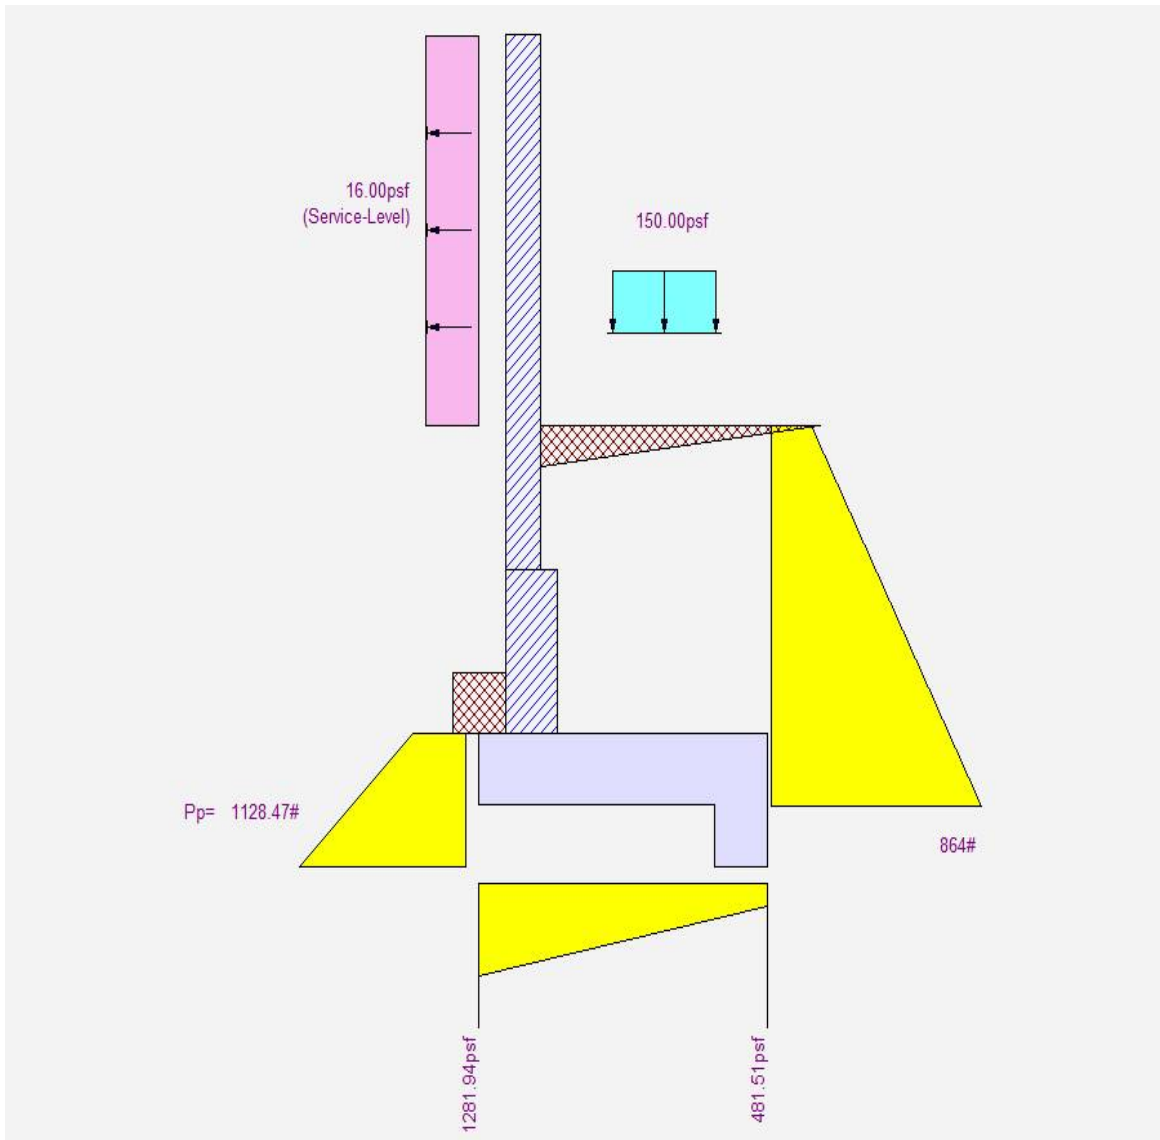 16.00psf
(Service-Level)
150.00psf
Pp= 1128.47#
864#
1281.94psf
481.51psf